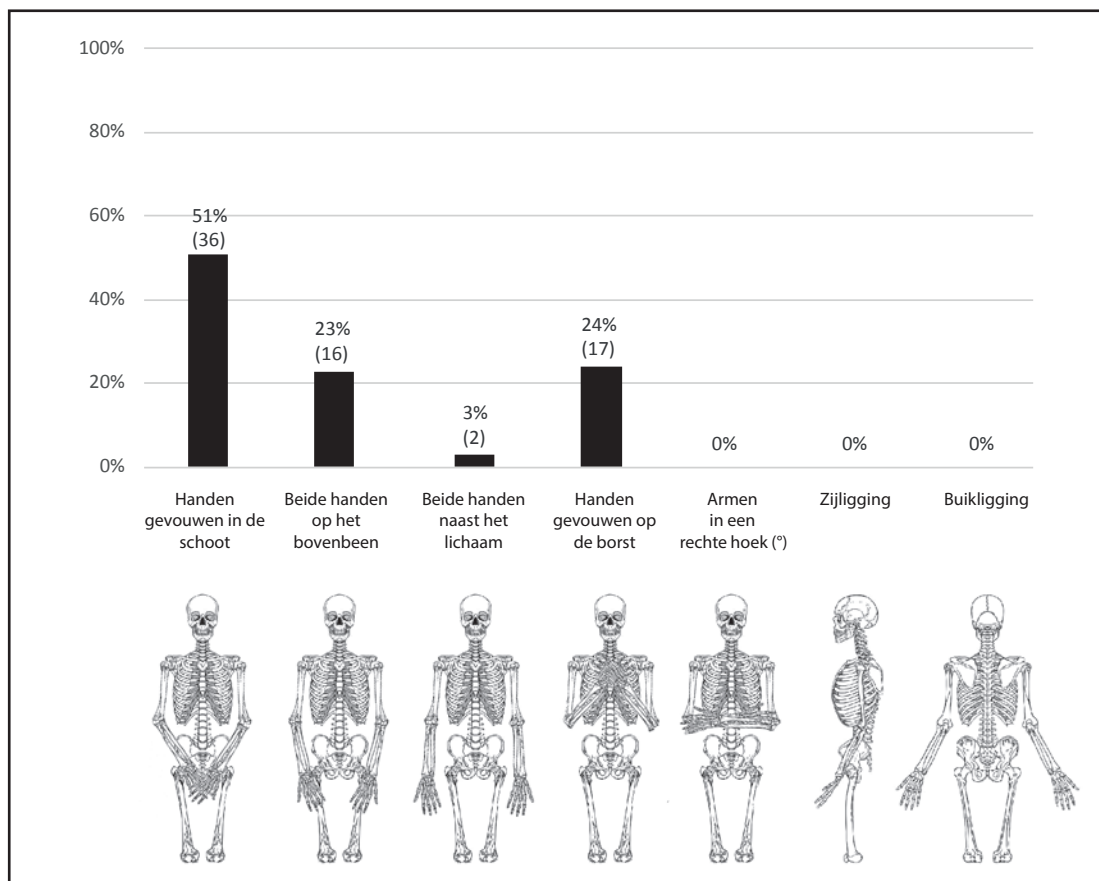 100%
80%
60%
40%
20%
0%
51%
(36)
23%
(16)
3%
(2)
24%
(17)
0%
0%
0%
Handen
gevouwen in de
schoot
Beide handen
op het
bovenbeen
Beide handen
naast het
lichaam
Handen
gevouwen op
de borst
Armen
in een
rechte hoek (°)
Zijligging
Buikligging